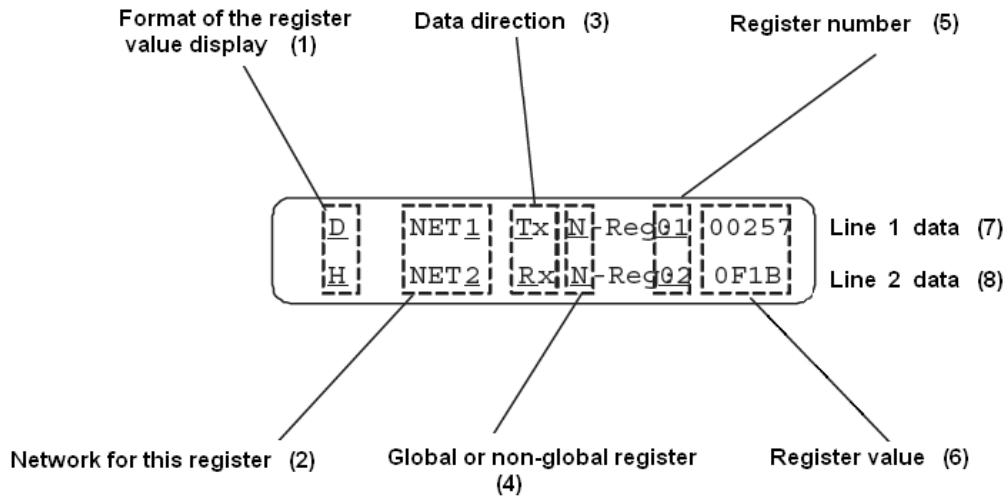 Format of the register
value display (1)
Data direction (3)
Register number (5)
D NET1 Tx N-Reg01 00257
Line 1 data (7)
H NET2 Rx N-Reg02 0F1B
Line 2 data (8)
Network for this register (2)
Global or non-global register
(4)
Register value (6)